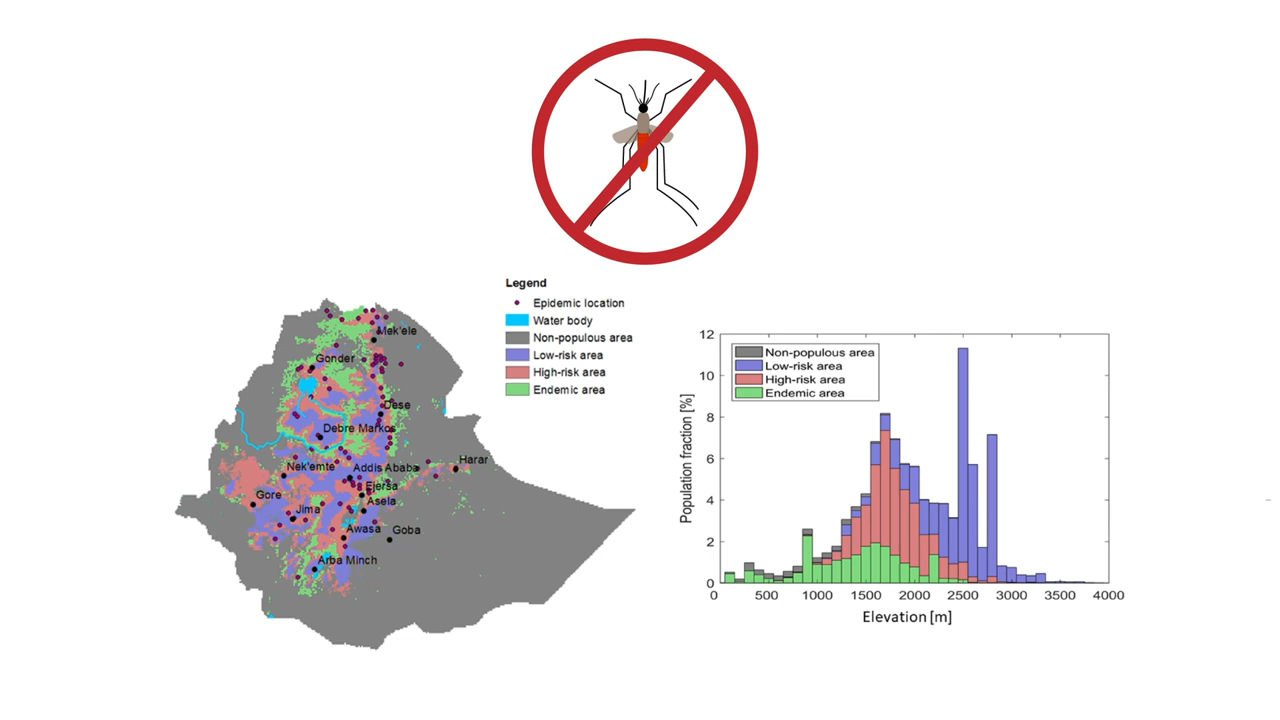 Legend
Epidemic location
Water body
Non-populous area
Low-risk area
High-risk area
Endemic area
Mek'ele
Gonder
Dese
Debre Markos
Nek'emte
Addis Ababa
Harar
Ejersa
Gore
Asela
Jima
Awasa
Goba
Arba Minch
12
10
8
6
4
2
0
Population fraction [%]
Non-populous area
Low-risk area
High-risk area
Endemic area
0 500 1000 1500 2000 2500 3000 3500 4000
Elevation [m]